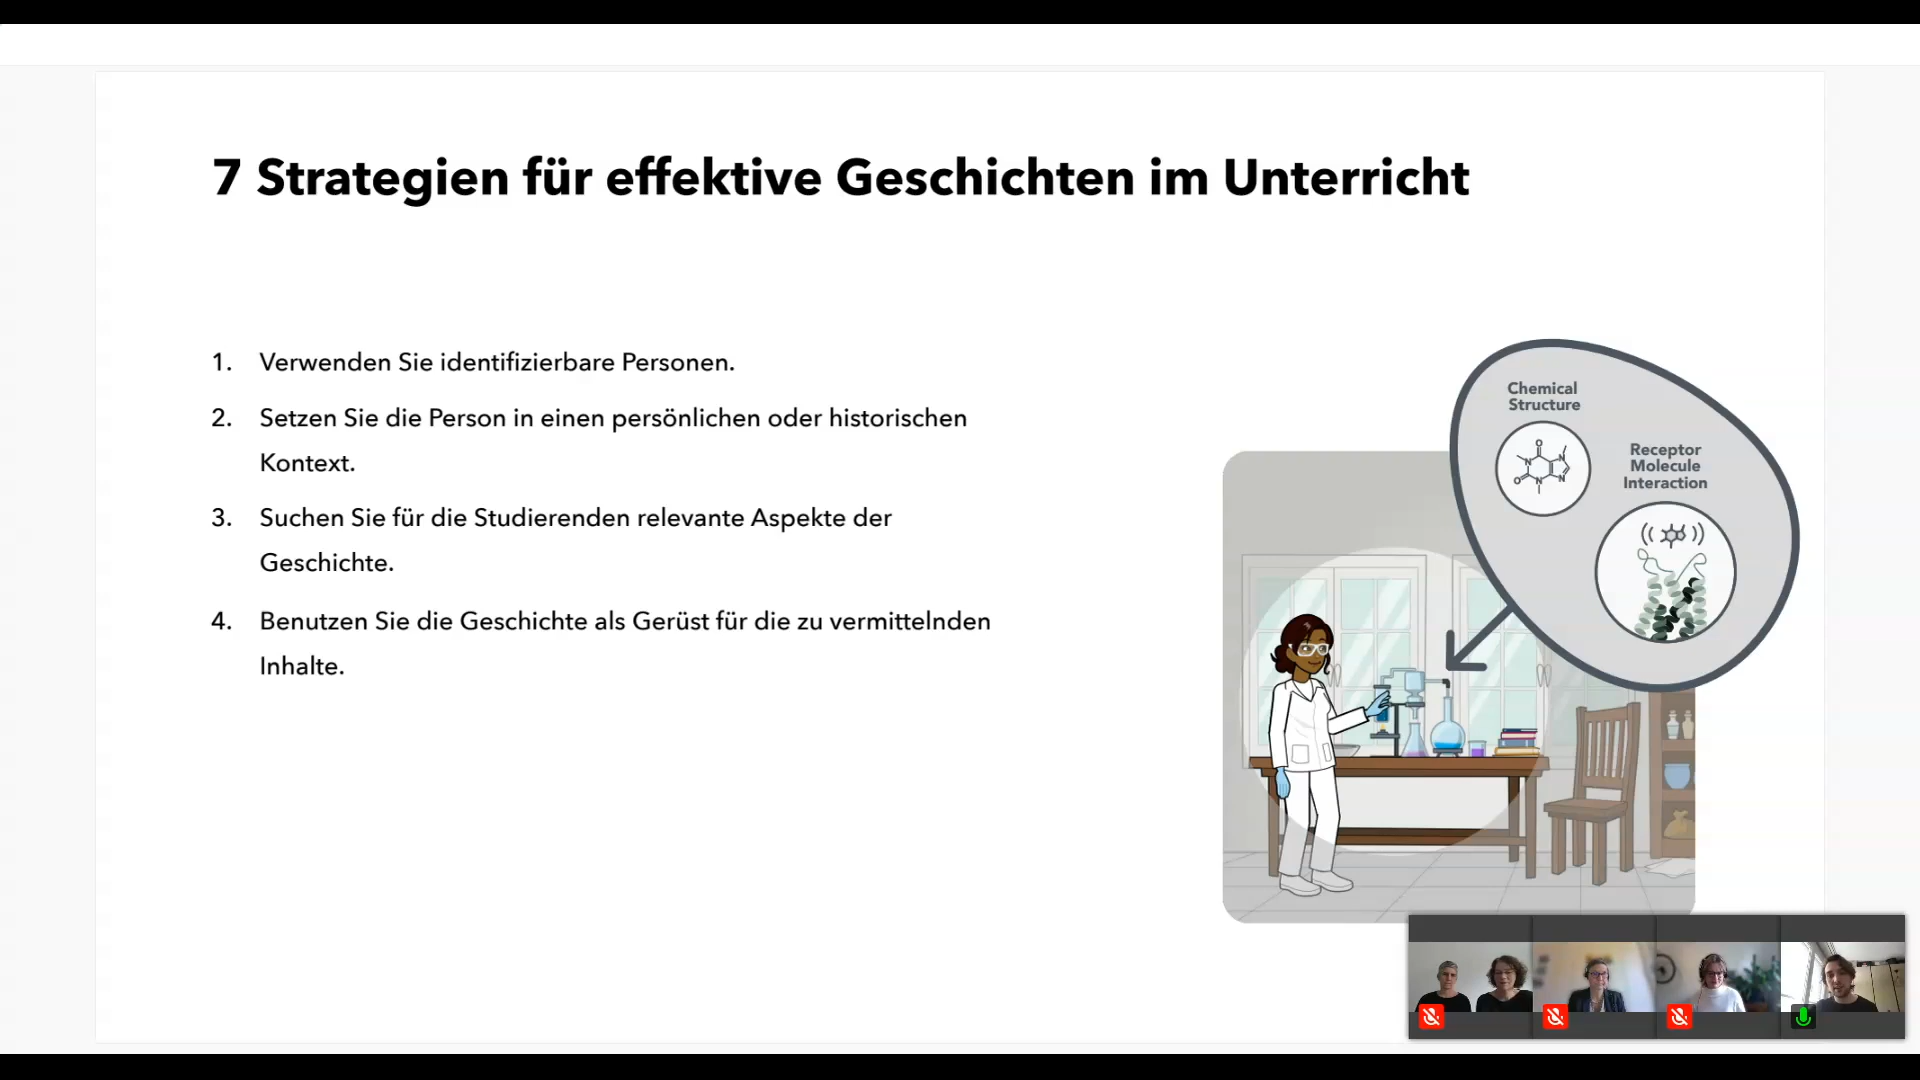 7 Strategien für effektive Geschichten im Unterricht
1. Verwenden Sie identifizierbare Personen.
2. Setzen Sie die Person in einen persönlichen oder historischen
Kontext.
3. Suchen Sie für die Studierenden relevante Aspekte der
Geschichte.
4. Benutzen Sie die Geschichte als Gerüst für die zu vermittelnden
Inhalte.
Chemical
Structure
Receptor
Molecule
Interaction